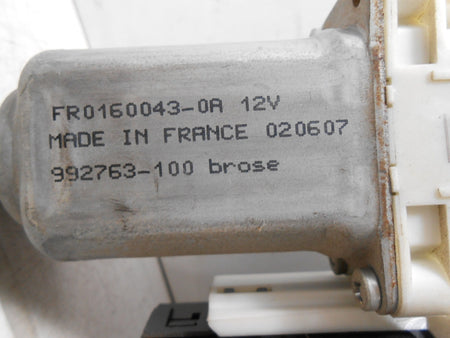 FR0160043-0A 12V
MADE IN FRANCE 020607
992763-100 brose